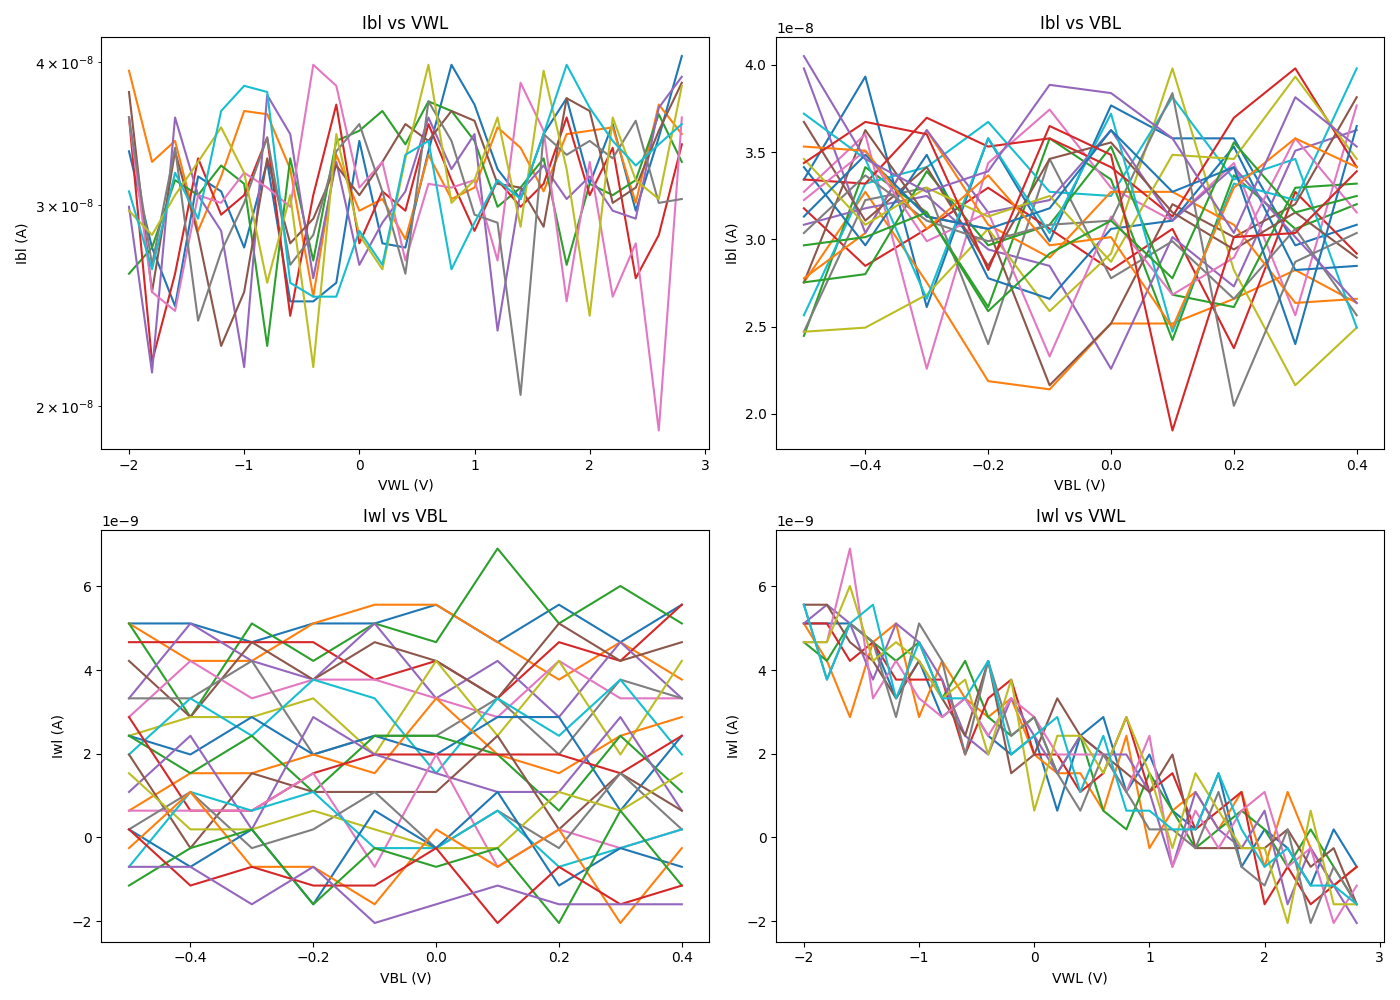 Ibl vs VWL
Ibl (A)
4 × 10⁻⁸
3 × 10⁻⁸
2 × 10⁻⁸
−2 −1 0 1 2 3
VWL (V)
Ibl vs VBL
1e−8
Ibl (A)
4.0
3.5
3.0
2.5
2.0
−0.4 −0.2 0.0 0.2 0.4
VBL (V)
Iwl vs VBL
1e−9
Iwl (A)
6
4
2
0
−2
−0.4 −0.2 0.0 0.2 0.4
VBL (V)
Iwl vs VWL
1e−9
Iwl (A)
6
4
2
0
−2
−2 −1 0 1 2 3
VWL (V)